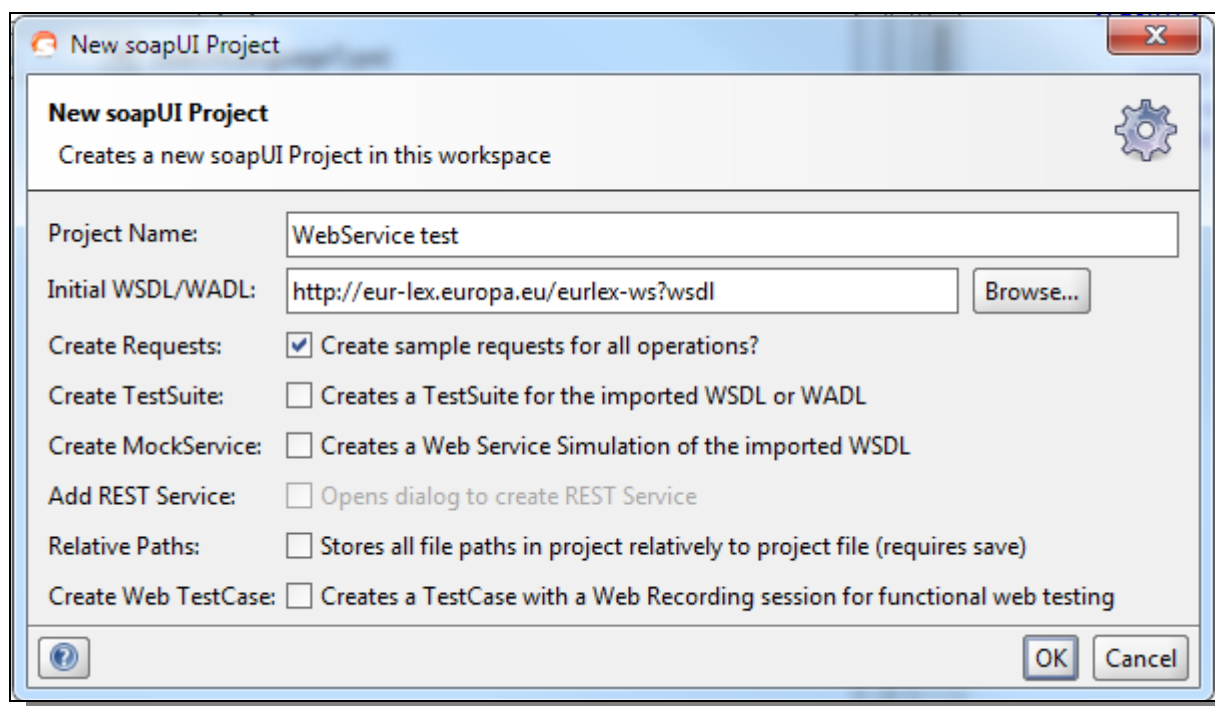 New soapUI Project
New soapUI Project
Creates a new soapUI Project in this workspace
Project Name: WebService test
Initial WSDL/WADL: http://eur-lex.europa.eu/eurlex-ws?wsdl Browse...
Create Requests: Create sample requests for all operations?
Create TestSuite: Creates a TestSuite for the imported WSDL or WADL
Create MockService: Creates a Web Service Simulation of the imported WSDL
Add REST Service: Opens dialog to create REST Service
Relative Paths: Stores all file paths in project relatively to project file (requires save)
Create Web TestCase: Creates a TestCase with a Web Recording session for functional web testing
OK Cancel